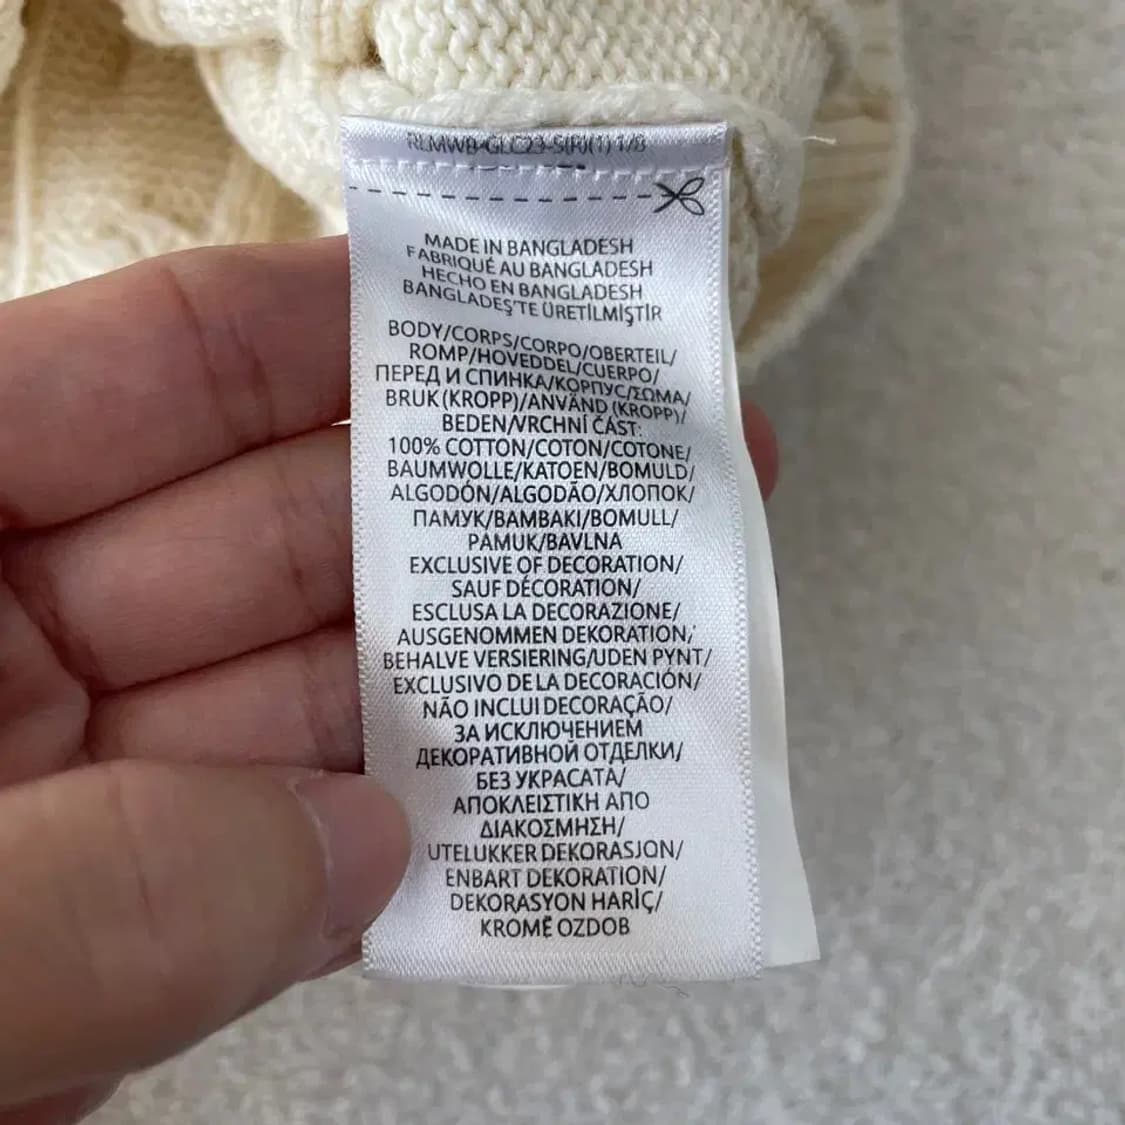 MADE IN BANGLADESH
FABRIQUÉ AU BANGLADESH
HECHO EN BANGLADESH
BANGLADEŞ'TE ÜRETİLMİŞTİR
BODY/CORPS/CORPO/OBERTEIL/
ROMP/HOVEDDEL/CUERPO/
ПЕРЕД И СПИНКА/КОРПУС/ΣΩΜΑ/
BRUK (KROPP)/ANVÄND (KROPP)/
BEDEN/VRCHNÍ ČÁST:
100% COTTON/COTON/COTONE/
BAUMWOLLE/KATOEN/BOMULD/
ALGODÓN/ALGODÃO/ХЛОПОК/
ПАМУК/ΒΑΜΒΑΚΙ/BOMULL/
PAMUK/BAVLNA
EXCLUSIVE OF DECORATION/
SAUF DÉCORATION/
ESCLUSA LA DECORAZIONE/
AUSGENOMMEN DEKORATION,
BEHALVE VERSIERING/UDEN PYNT/
EXCLUSIVO DE LA DECORACIÓN/
NÃO INCLUI DECORAÇÃO/
ЗА ИСКЛЮЧЕНИЕМ
ДЕКОРАТИВНОЙ ОТДЕЛКИ/
БЕЗ УКРАСАТА/
ΑΠΟΚΛΕΙΣΤΙΚΗ ΑΠΟ
ΔΙΑΚΟΣΜΗΣΗ/
UTELUKKER DEKORASJON/
ENBART DEKORATION/
DEKORASYON HARİÇ/
KROMĚ OZDOB